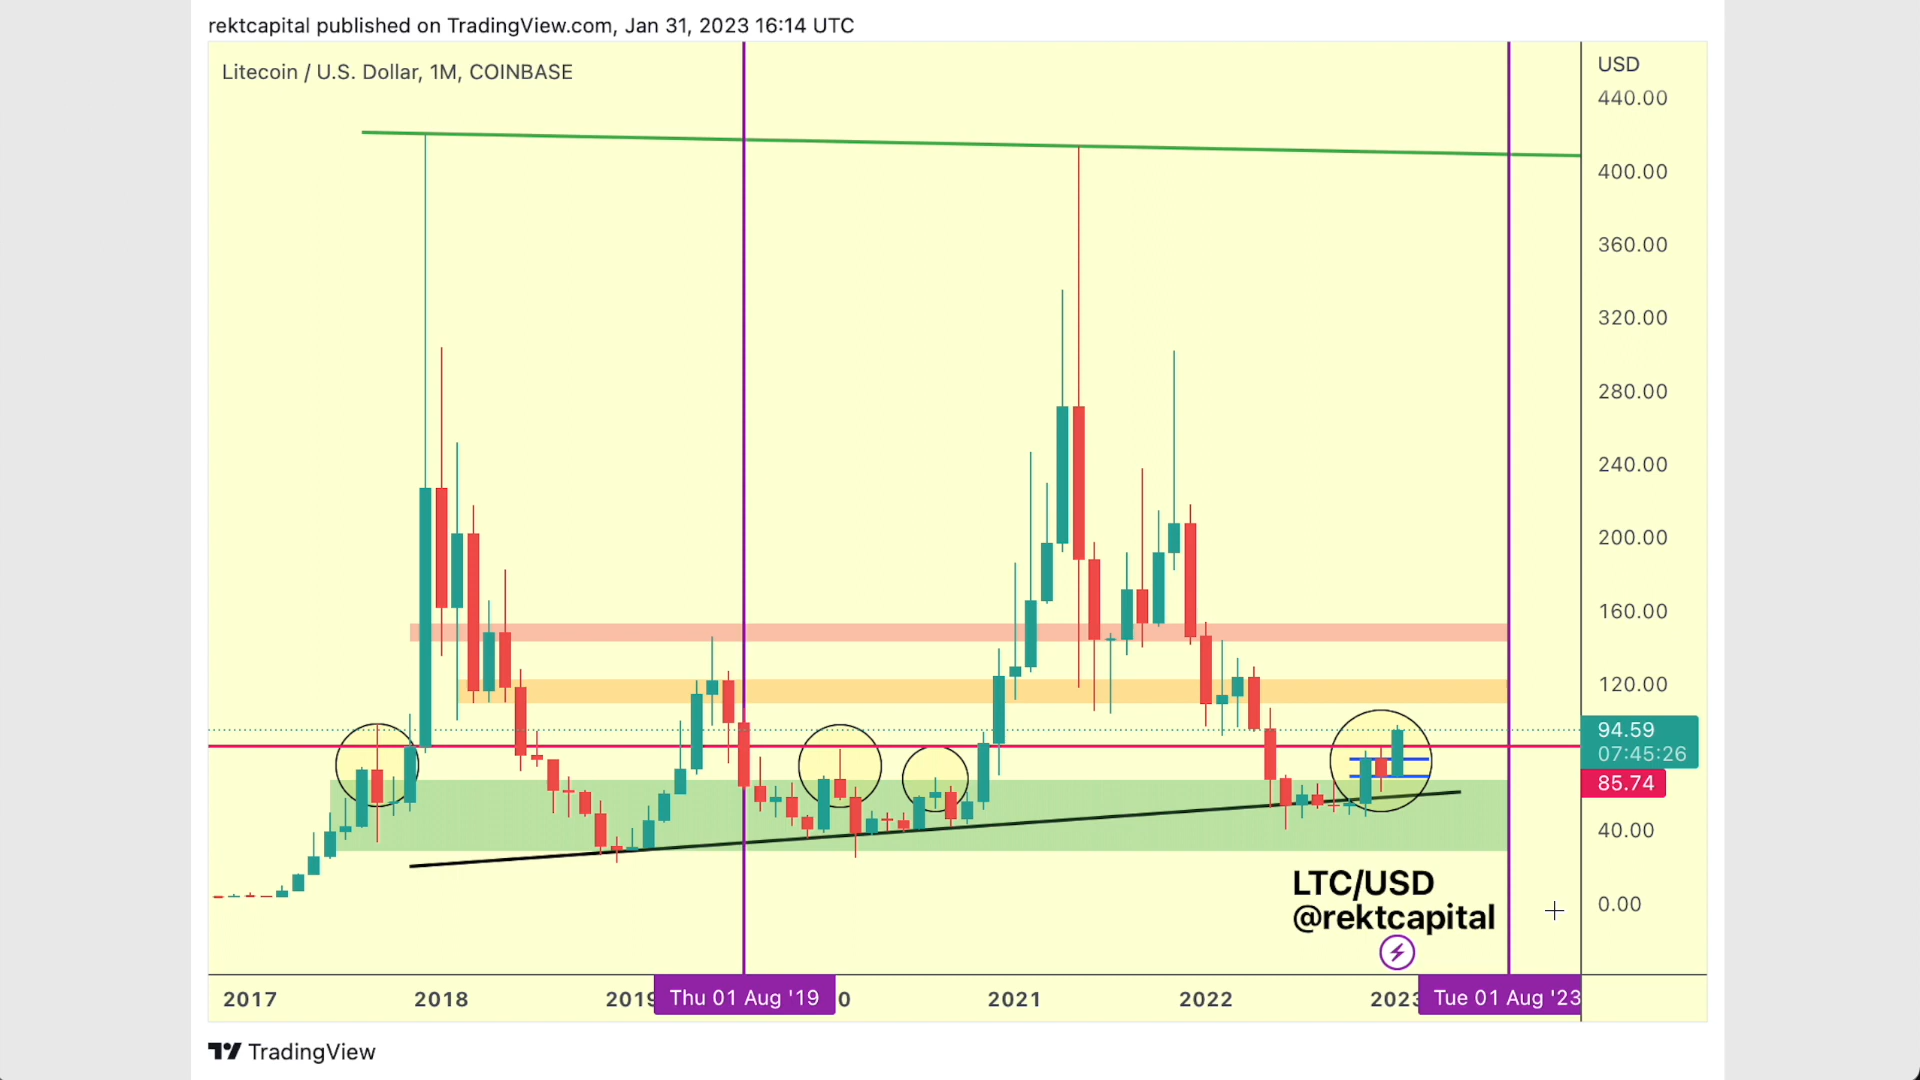 rektcapital published on TradingView.com, Jan 31, 2023 16:14 UTC
Litecoin / U.S. Dollar, 1M, COINBASE
USD
440.00
400.00
360.00
320.00
280.00
240.00
200.00
160.00
120.00
94.59
07:45:26
85.74
40.00
0.00
LTC/USD
@rektcapital
2017 2018 2019 Thu 01 Aug '19 0 2021 2022 2023 Tue 01 Aug '23
TradingView